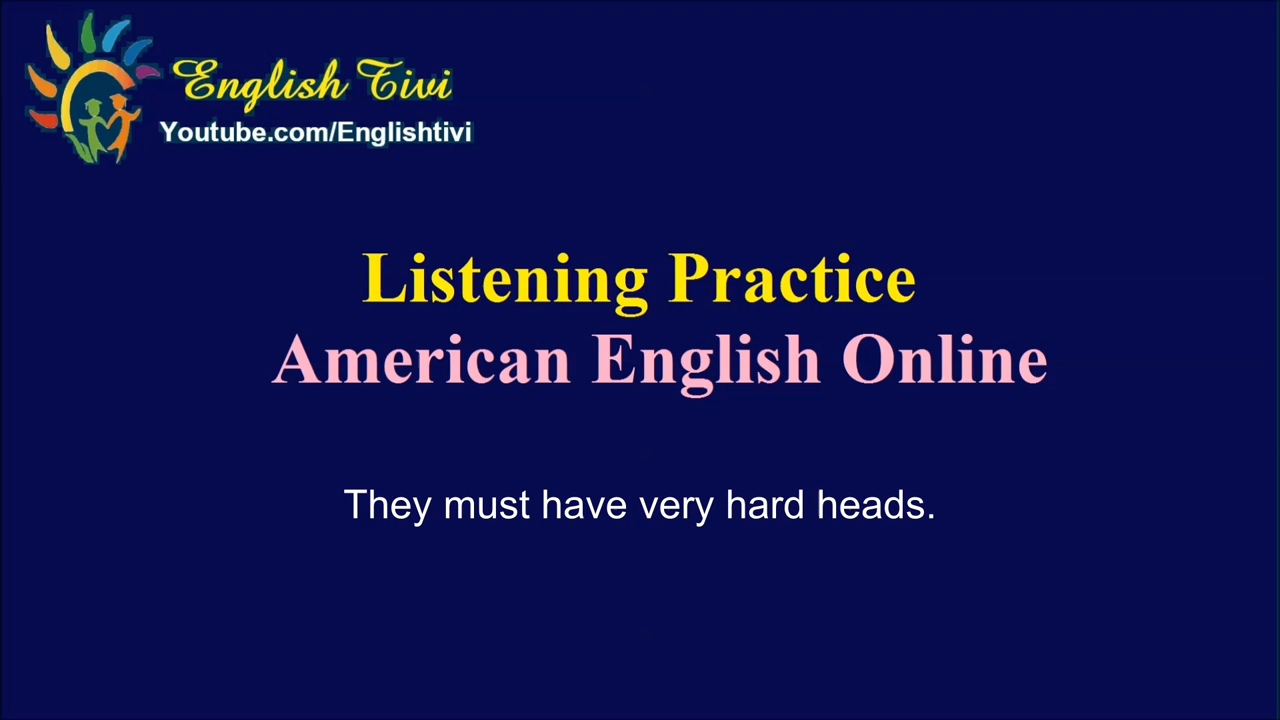 English Tivi
Youtube.com/Englishtivi
Listening Practice
American English Online
They must have very hard heads.